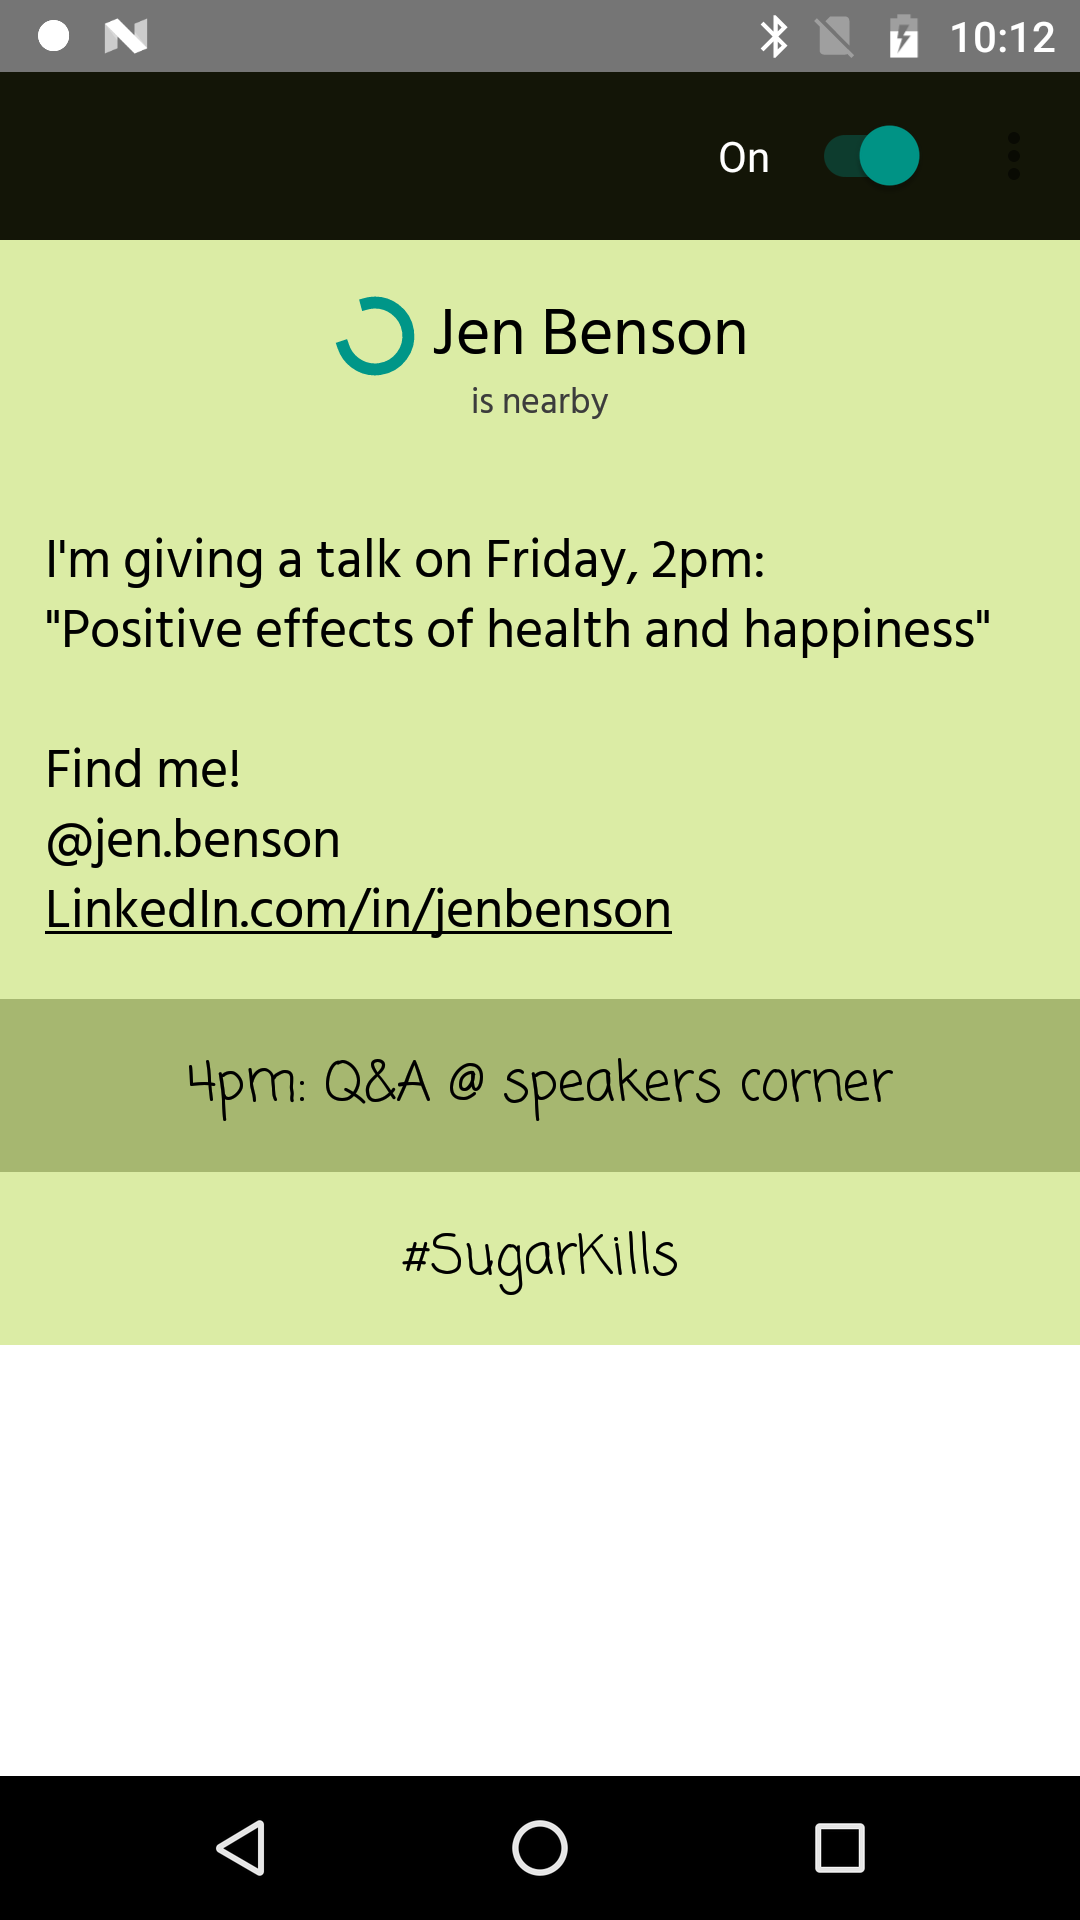 10:12
On
Jen Benson
is nearby
I'm giving a talk on Friday, 2pm:
"Positive effects of health and happiness"
Find me!
@jen.benson
LinkedIn.com/in/jenbenson
4pm: Q&A @ speakers corner
#SugarKills